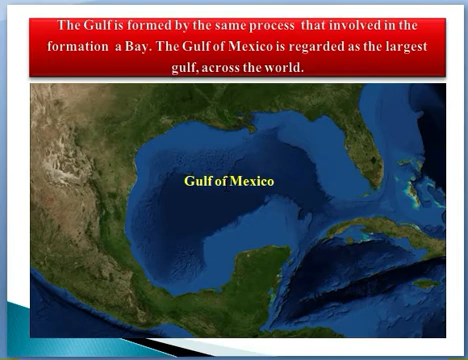 The Gulf is formed by the same process that involved in the
formation a Bay. The Gulf of Mexico is regarded as the largest
gulf, across the world.
Gulf of Mexico